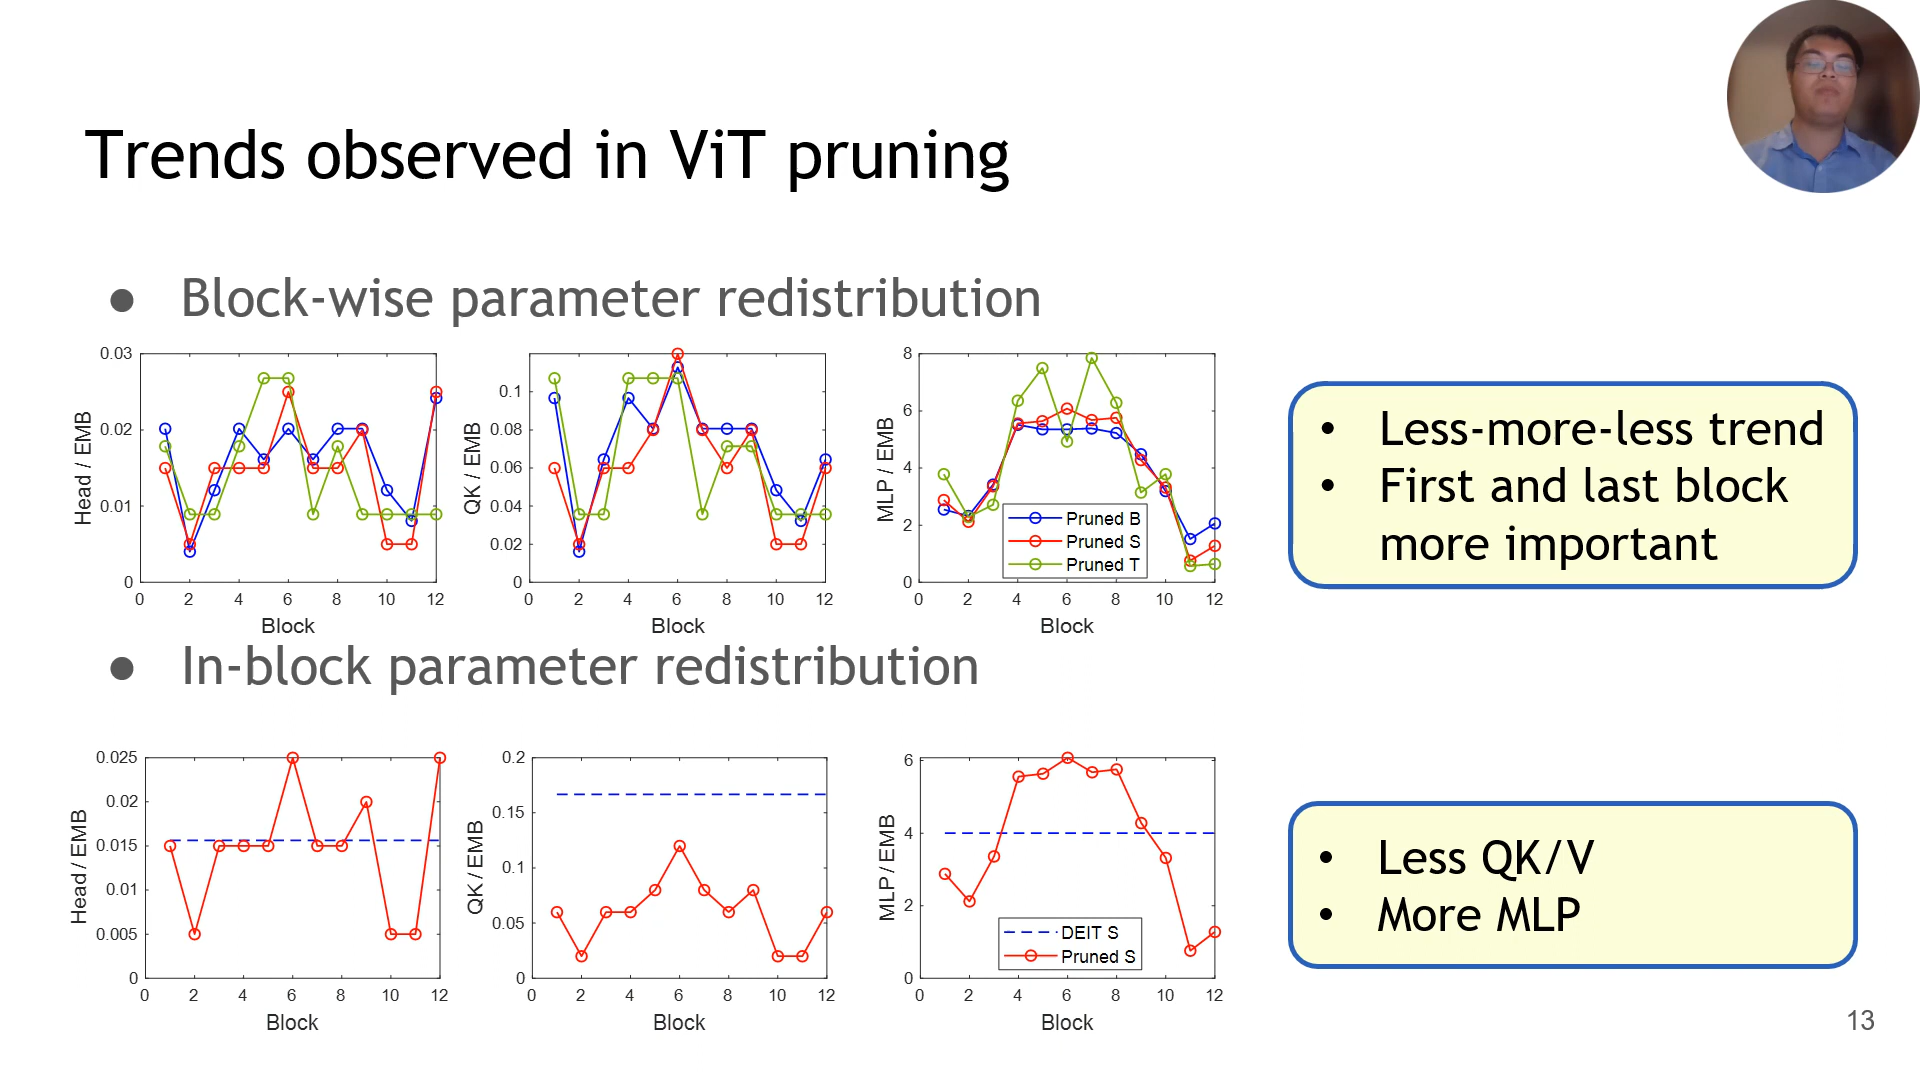 Trends observed in ViT pruning
● Block-wise parameter redistribution
0.03
0.02
0.01
0
Head / EMB
0 2 4 6 8 10 12
Block
0.1
0.08
0.06
0.04
0.02
0
QK / EMB
0 2 4 6 8 10 12
Block
8
6
4
2
0
MLP / EMB
Pruned B
Pruned S
Pruned T
0 2 4 6 8 10 12
Block
• Less-more-less trend
• First and last block
more important
● In-block parameter redistribution
0.025
0.02
0.015
0.01
0.005
0
Head / EMB
0 2 4 6 8 10 12
Block
0.2
0.15
0.1
0.05
0
QK / EMB
0 2 4 6 8 10 12
Block
6
4
2
0
MLP / EMB
DEIT S
Pruned S
0 2 4 6 8 10 12
Block
• Less QK/V
• More MLP
13